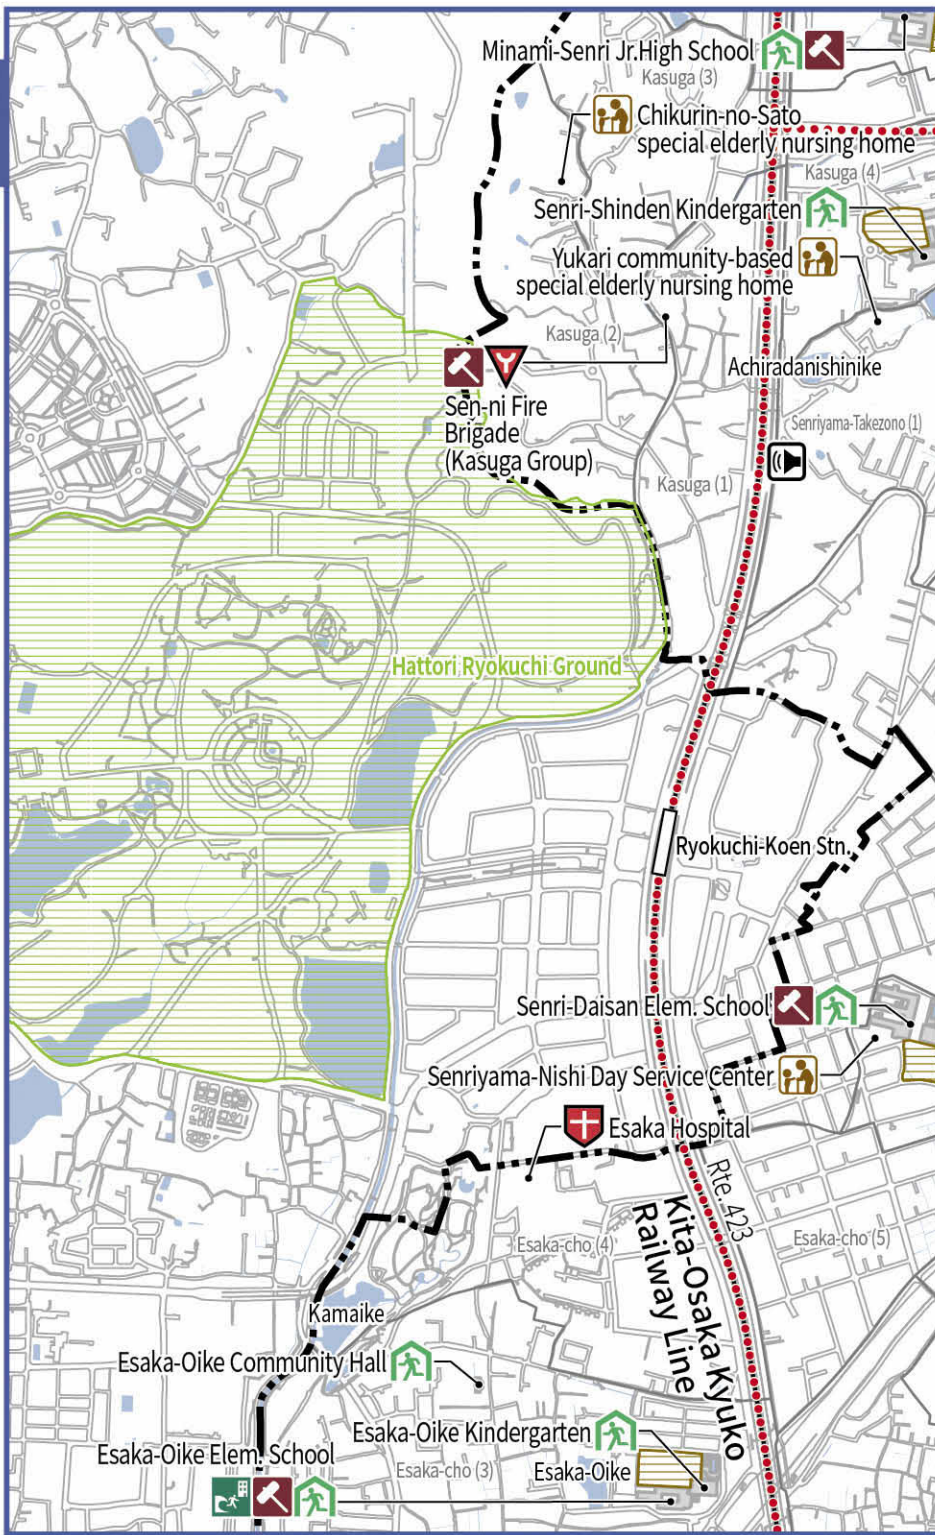 Minami-Senri Jr.High School
Kasuga (3)
Chikurin-no-Sato
special elderly nursing home
Kasuga (4)
Senri-Shinden Kindergarten
Yukari community-based
special elderly nursing home
Kasuga (2)
Achiradanishinike
Sen-ni Fire
Brigade
(Kasuga Group)
Senriyama-Takezono (1)
Kasuga (1)
Hattori Ryokuchi Ground
Ryokuchi-Koen Stn.
Senri-Daisan Elem. School
Senriyama-Nishi Day Service Center
Esaka Hospital
Rte. 423
Kita-Osaka Kyuko
Railway Line
Esaka-cho (4)
Esaka-cho (5)
Kamaike
Esaka-Oike Community Hall
Esaka-Oike Kindergarten
Esaka-Oike Elem. School
Esaka-cho (3)
Esaka-Oike